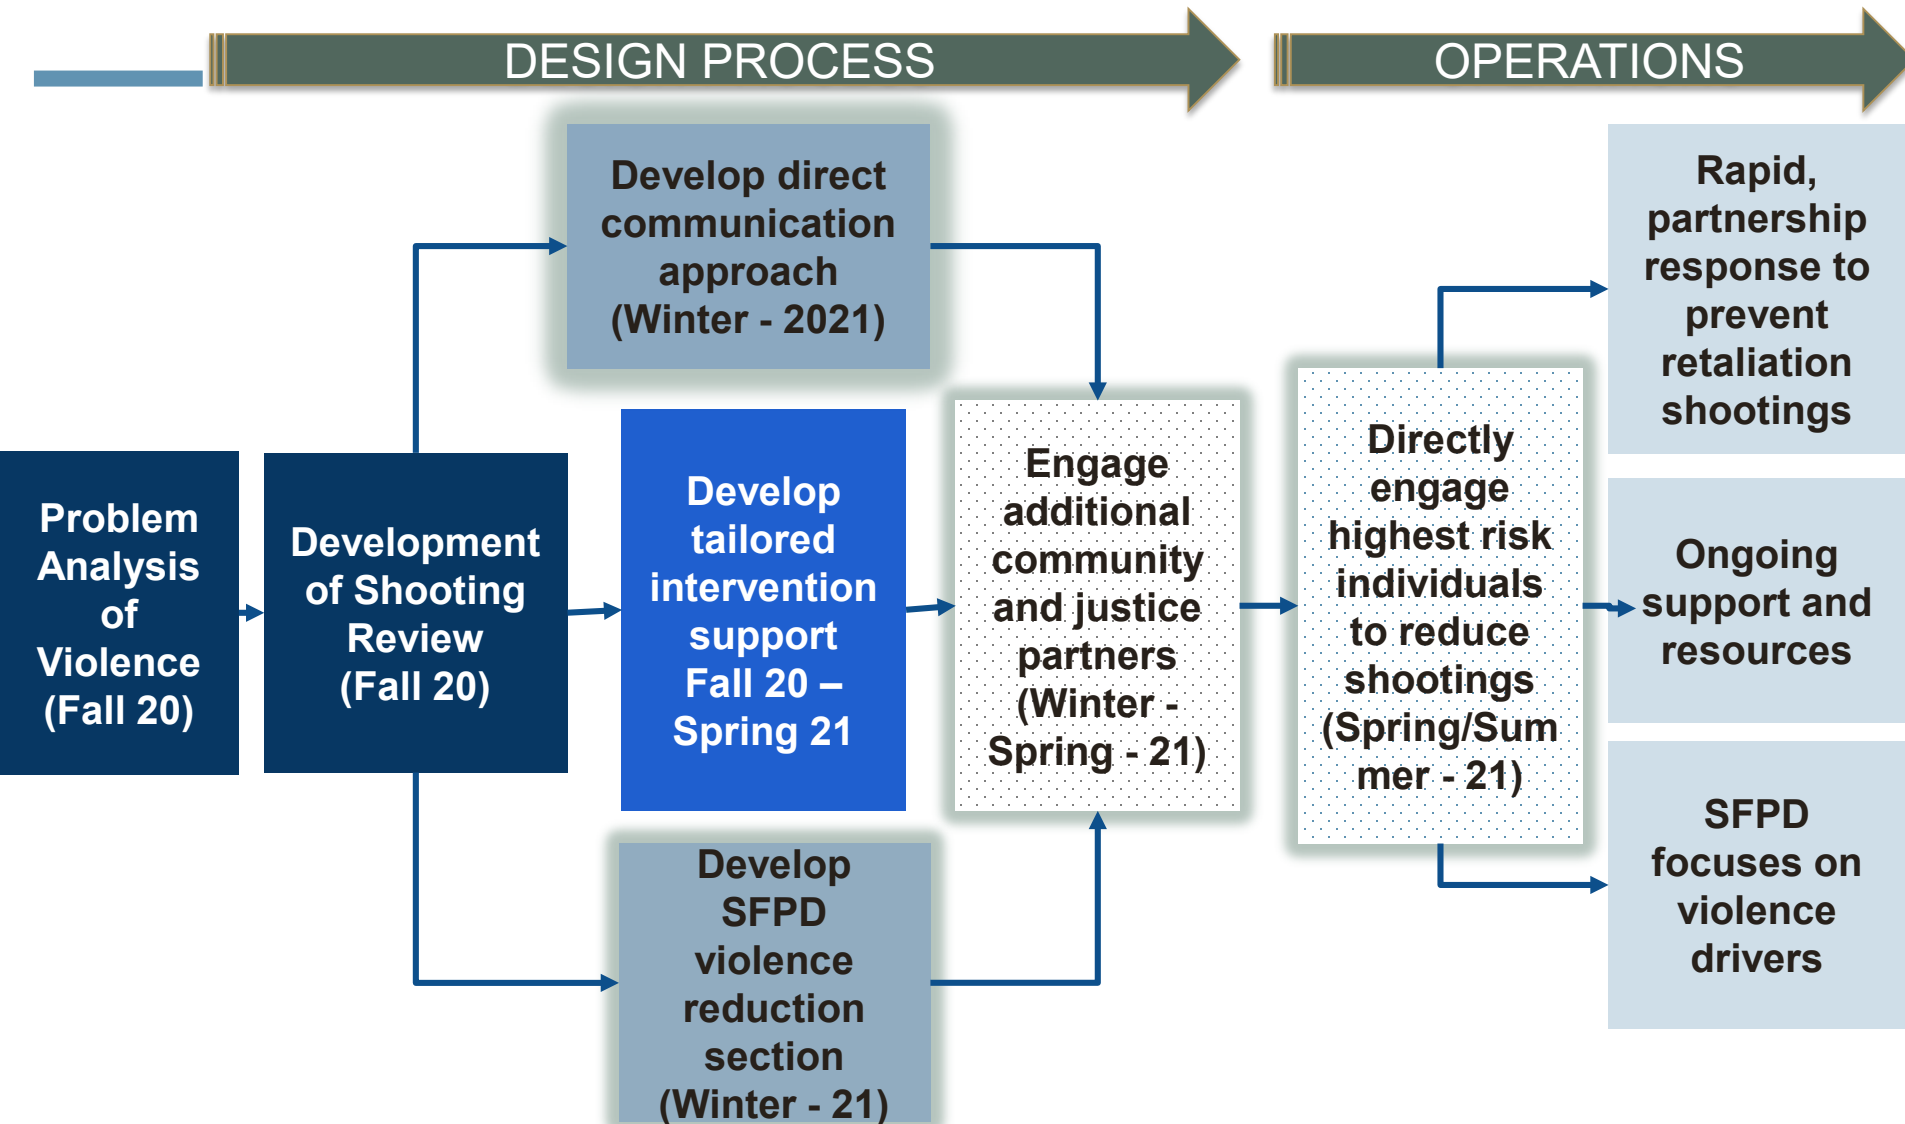 DESIGN PROCESS
OPERATIONS
Problem
Analysis
of
Violence
(Fall 20)
Development
of Shooting
Review
(Fall 20)
Develop direct
communication
approach
(Winter - 2021)
Develop
tailored
intervention
support
Fall 20 –
Spring 21
Develop
SFPD
violence
reduction
section
(Winter - 21)
Engage
additional
community
and justice
partners
(Winter -
Spring - 21)
Directly
engage
highest risk
individuals
to reduce
shootings
(Spring/Sum
mer - 21)
Rapid,
partnership
response to
prevent
retaliation
shootings
Ongoing
support and
resources
SFPD
focuses on
violence
drivers